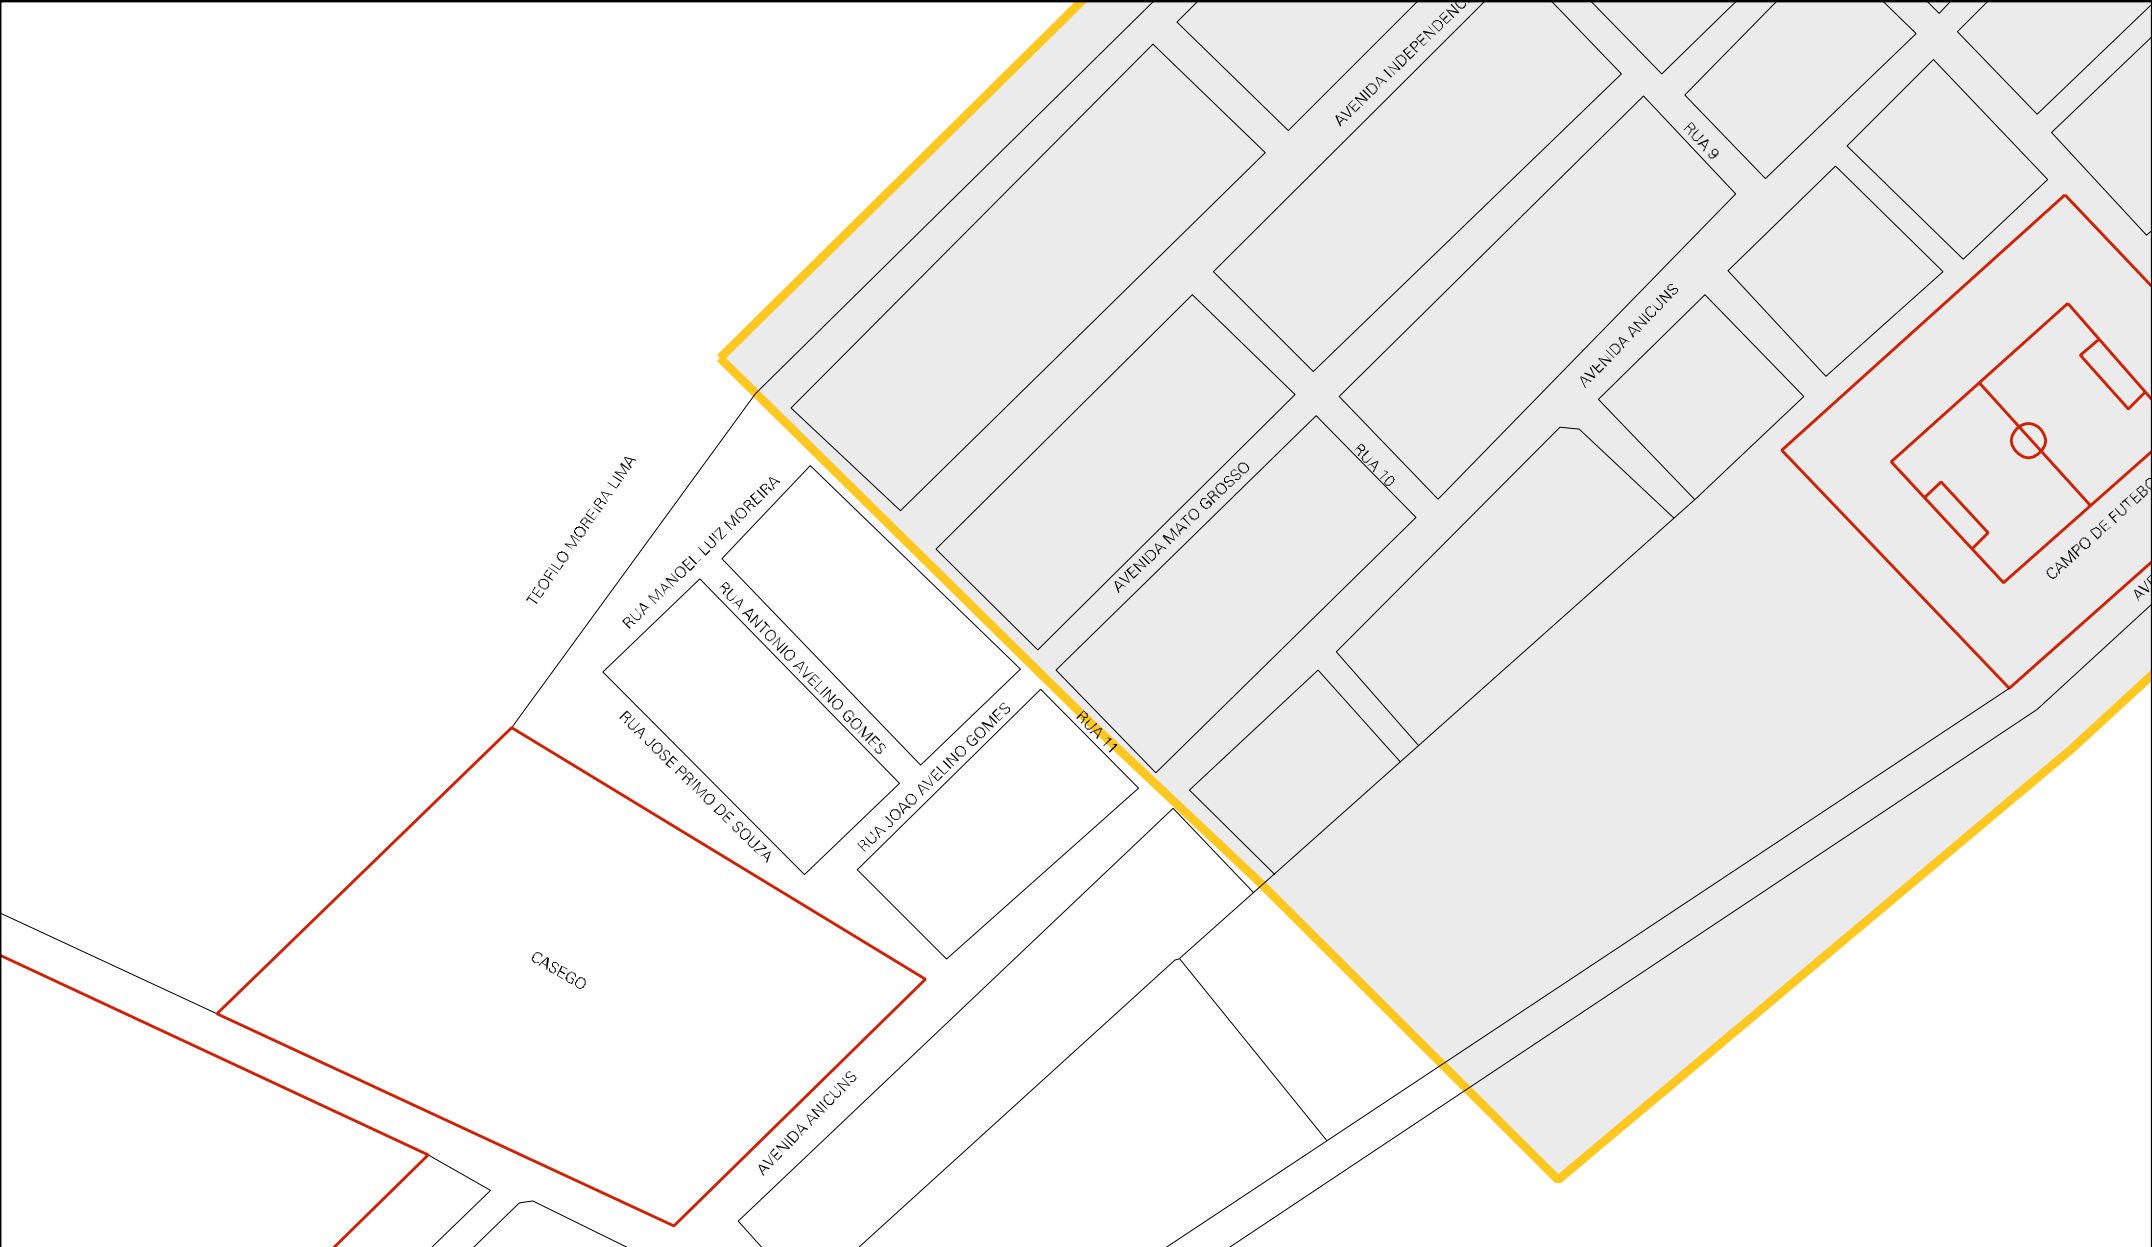 AVENIDA INDEPENDENC
RUA 9
AVENIDA ANICUNS
RUA 10
AVENIDA MATO GROSSO
TEOFILO MOREIRA LIMA
RUA MANOEL LUIZ MOREIRA
RUA ANTONIO AVELINO GOMES
CAMPO DE FUTEBO
AVE
RUA JOSE PRIMO DE SOUZA
RUA JOAO AVELINO GOMES
RUA 11
CASEGO
AVENIDA ANICUNS